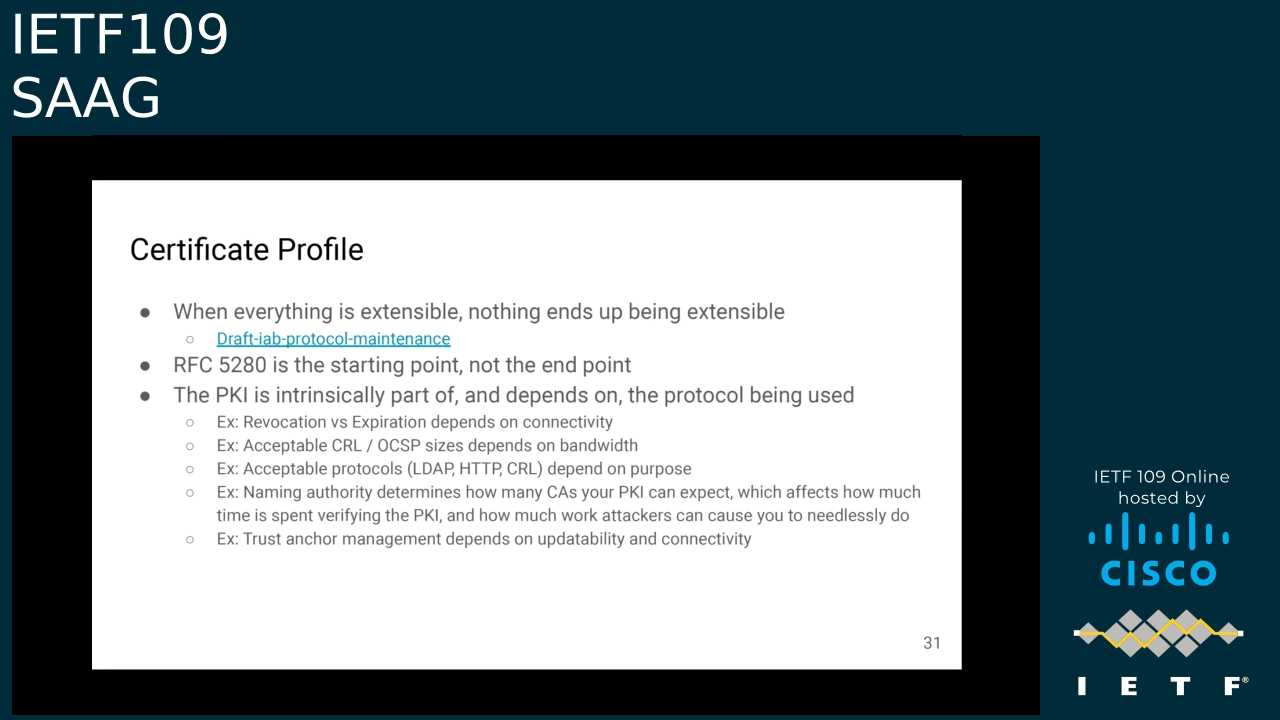 IETF109
SAAG
Certificate Profile
● When everything is extensible, nothing ends up being extensible
○ Draft-iab-protocol-maintenance
● RFC 5280 is the starting point, not the end point
● The PKI is intrinsically part of, and depends on, the protocol being used
○ Ex: Revocation vs Expiration depends on connectivity
○ Ex: Acceptable CRL / OCSP sizes depends on bandwidth
○ Ex: Acceptable protocols (LDAP, HTTP, CRL) depend on purpose
○ Ex: Naming authority determines how many CAs your PKI can expect, which affects how much
time is spent verifying the PKI, and how much work attackers can cause you to needlessly do
○ Ex: Trust anchor management depends on updatability and connectivity
31
IETF 109 Online
hosted by
CISCO
I E T F®